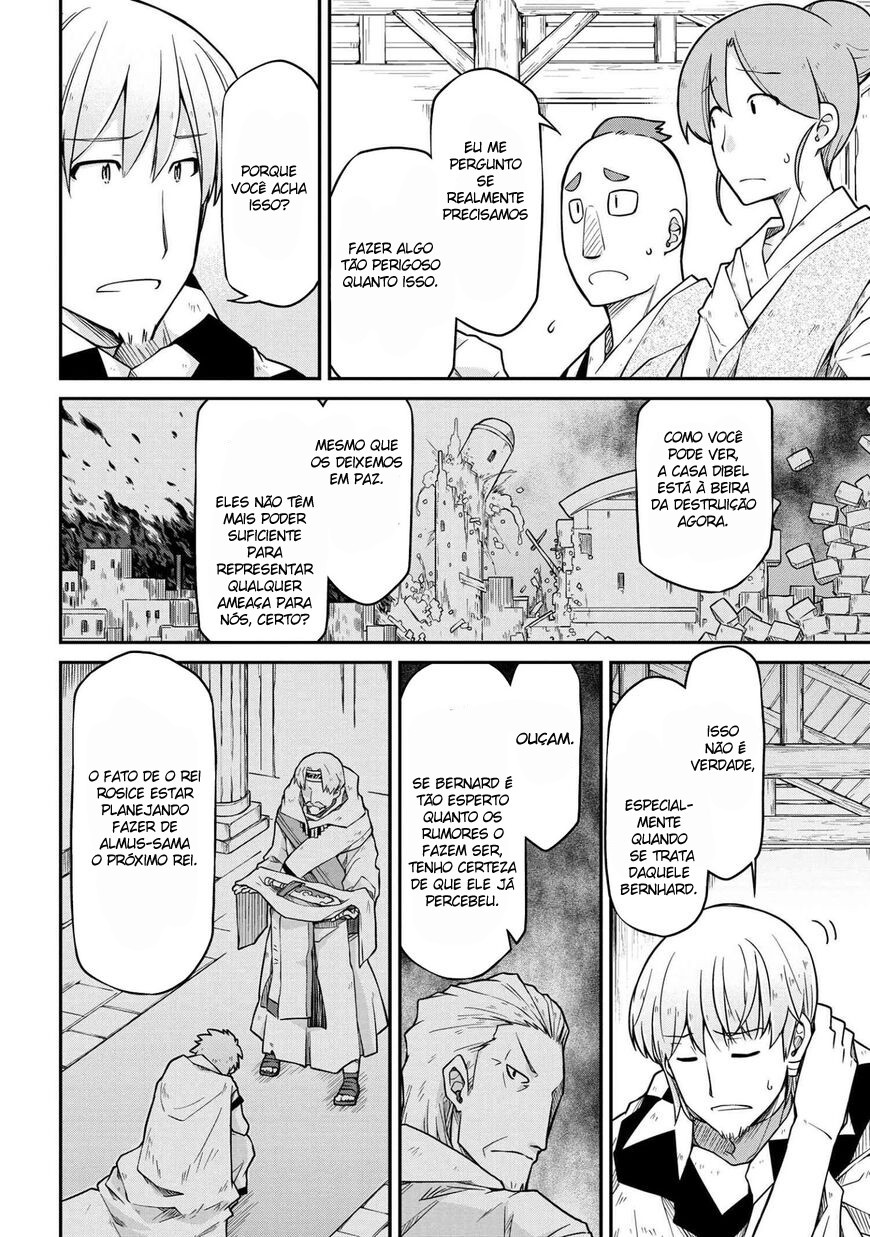 EU ME
PERGUNTO
SE
REALMENTE
PRECISAMOS
FAZER ALGO
TÃO PERIGOSO
QUANTO ISSO.
PORQUE
VOCÊ ACHA
ISSO?
COMO VOCÊ
PODE VER,
A CASA DIBEL
ESTÁ À BEIRA
DA DESTRUIÇÃO
AGORA.
MESMO QUE
OS DEIXEMOS
EM PAZ.
ELES NÃO TÊM
MAIS PODER
SUFICIENTE
PARA
REPRESENTAR
QUALQUER
AMEAÇA PARA
NÓS, CERTO?
ISSO
NÃO É
VERDADE,
ESPECIAL-
MENTE
QUANDO
SE TRATA
DAQUELE
BERNHARD.
OUÇAM.
SE BERNARD É
TÃO ESPERTO
QUANTO OS
RUMORES O
FAZEM SER,
TENHO CERTEZA
DE QUE ELE JÁ
PERCEBEU.
O FATO DE O REI
ROSICE ESTAR
PLANEJANDO
FAZER DE
ALMUS-SAMA
O PRÓXIMO REI.